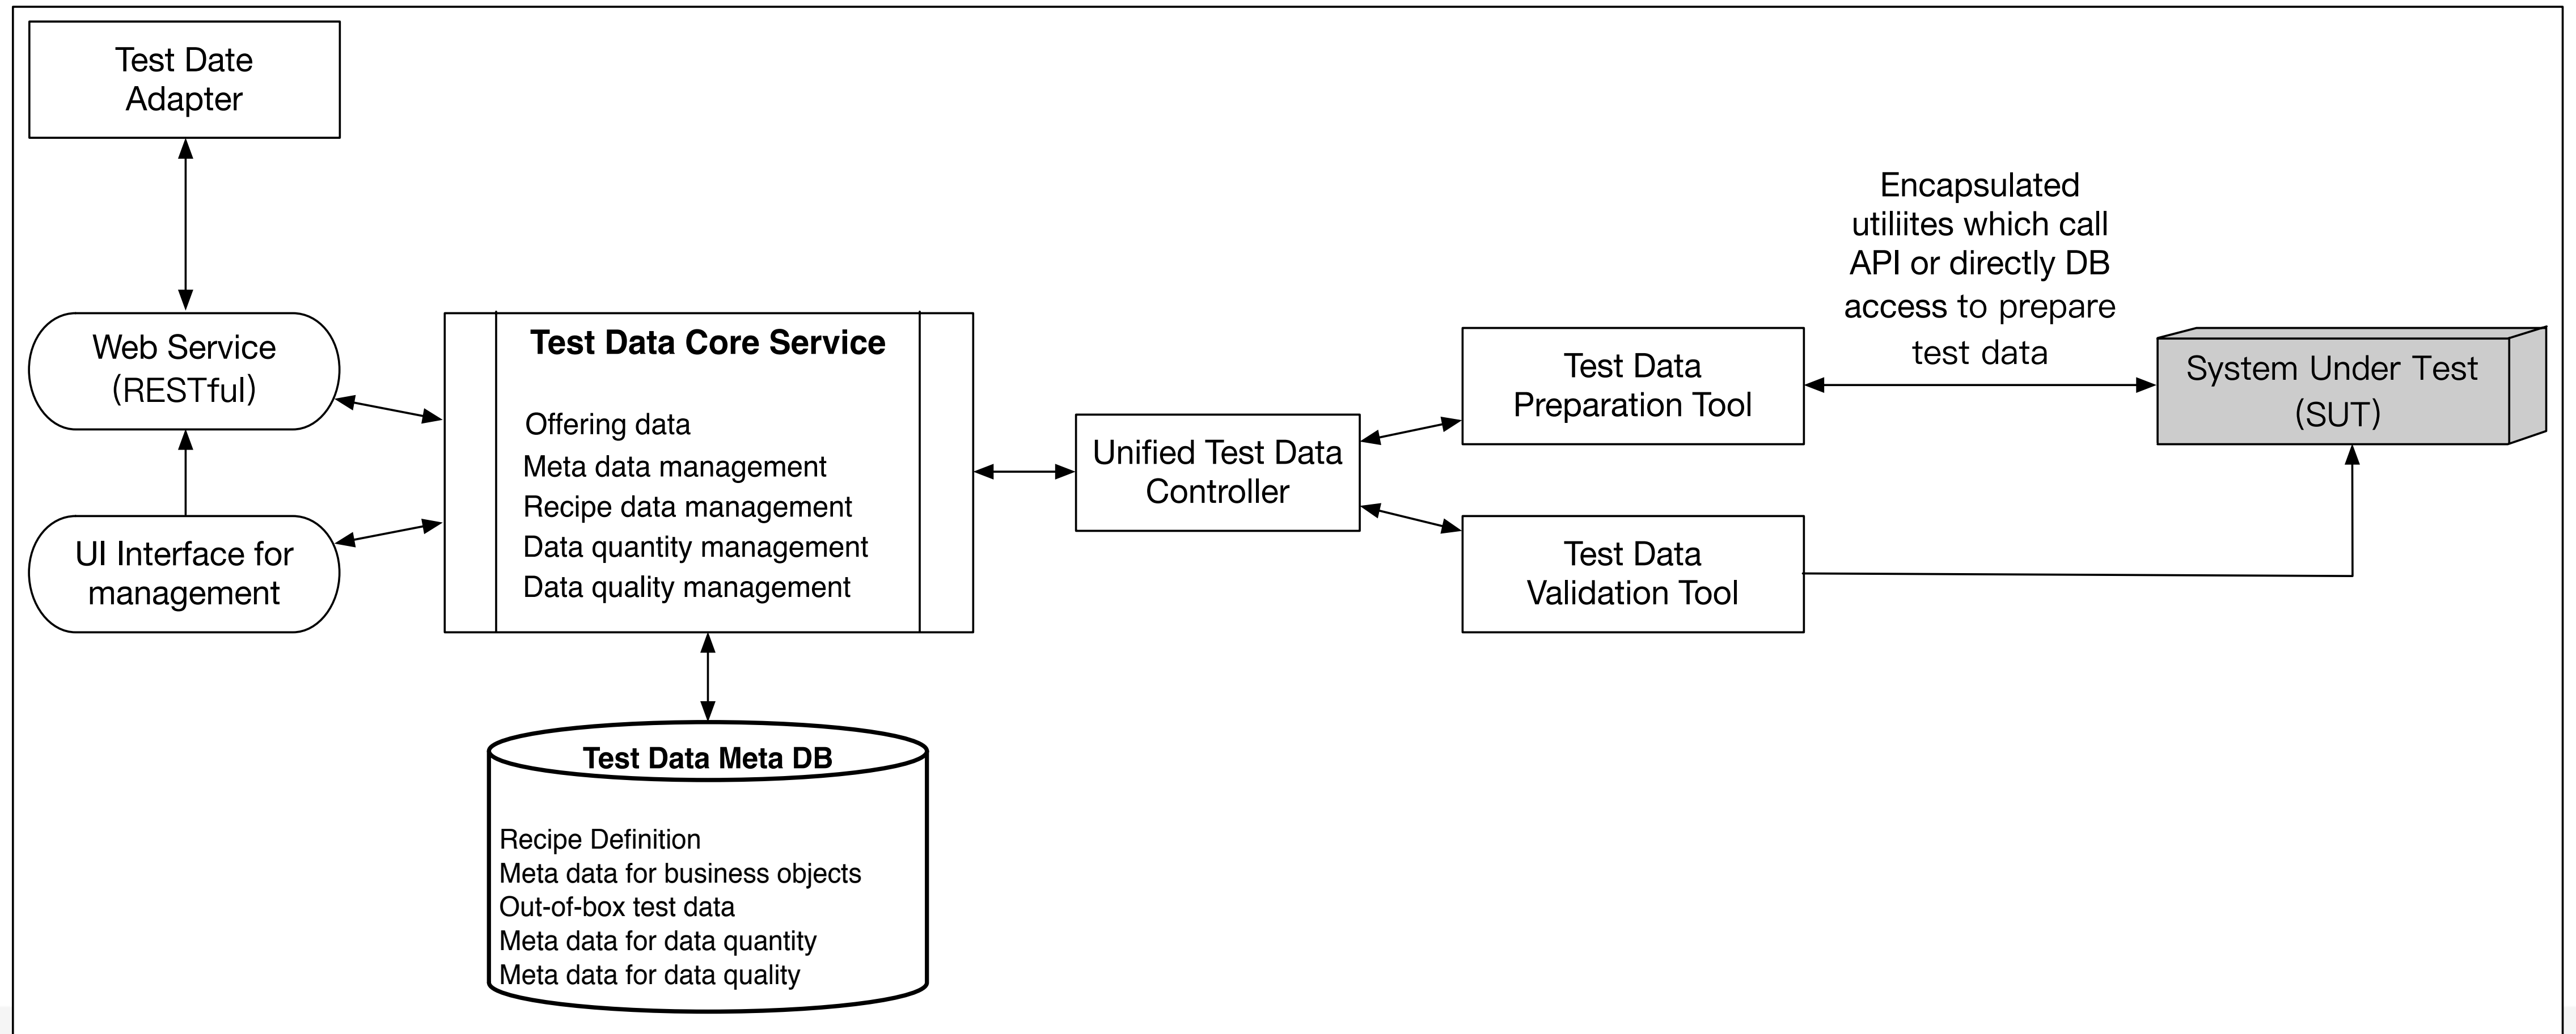 Test Date
Adapter
Web Service
(RESTful)
UI Interface for
management
Test Data Core Service
Offering data
Meta data management
Recipe data management
Data quantity management
Data quality management
Test Data Meta DB
Recipe Definition
Meta data for business objects
Out-of-box test data
Meta data for data quantity
Meta data for data quality
Unified Test Data
Controller
Test Data
Preparation Tool
Test Data
Validation Tool
Encapsulated
utiliites which call
API or directly DB
access to prepare
test data
System Under Test
(SUT)